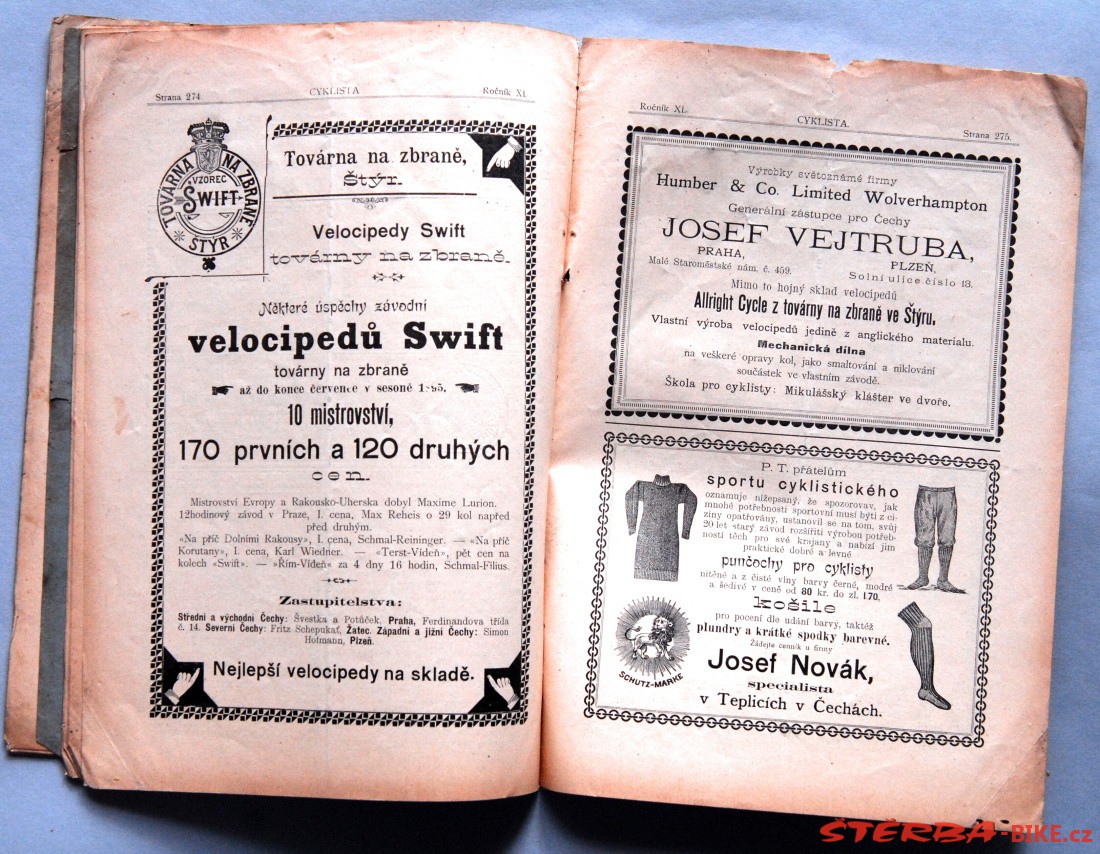 Strana 274 CYKLISTA Ročník XI.
TOVÁRNA NA ZBRANĚ
VZOREC
SWIFT
ŠTYR
Továrna na zbraně,
Štýr.
Velocipedy Swift
továrny na zbraně.
Některé úspěchy závodní
velocipedů Swift
továrny na zbraně
až do konce července v sesoně
10 mistrovství,
170 prvních a 120 druhých
cen.
Mistrovství Evropy a Rakousko-Uherska dobyl Maxime Lurion.
12hodinový závod v Praze, I. cena, Max Reheis o 29 kol napřed
před druhým.
«Na příč Dolními Rakousy», I. cena, Schmal-Reininger. — «Na příč
Korutany», I. cena, Karl Wiedner. — «Terst-Vídeň», pět cen na
kolech «Swift». — «Řím-Vídeň» za 4 dny 16 hodin, Schmal-Filius.
Zastupitelstva:
Střední a východní Čechy: Švestka a Potůček, Praha, Ferdinandova třída
č. 14. Severní Čechy: Fritz Schepukat, Žatec. Západní a jižní Čechy: Simon
Hofmann, Plzeň.
Nejlepší velocipedy na skladě.
Ročník XI. CYKLISTA. Strana 275.
Výrobky světoznámé firmy
Humber & Co. Limited Wolverhampton
Generální zástupce pro Čechy
JOSEF VEJTRUBA,
PRAHA, PLZEŇ,
Malé Staroměstské nám. č. 459. Solní ulice číslo 13.
Mimo to hojný sklad velocipedů
Allright Cycle z továrny na zbraně ve Štýru.
Vlastní výroba velocipedů jedině z anglického materialu.
Mechanická dílna
na veškeré opravy kol, jako smaltování a niklování
součástek ve vlastním závodě.
Škola pro cyklisty: Mikulášský klášter ve dvoře.
P. T. přátelům
sportu cyklistického
oznamuje nížepsaný, že spozorovav, jak
mnohé potřebnosti sportovní musí býti z ci-
ziny opatřovány, ustanovil se na tom, svůj
20 let starý závod rozšířiti výrobou potřeb-
ností těch pro své krajany a nabízí jim
praktické dobré a levné
punčochy pro cyklisty
nitěné a z čisté vlny barvy černé, modré
a šedivé v ceně od 80 kr. do zl. 1.70,
košile
pro pocení dle udání barvy, taktéž
plundry a krátké spodky barevné.
Žádejte cenník u firmy
SCHUTZ-MARKE
Josef Novák,
specialista
v Teplicích v Čechách.
ŠTĚRBA-BIKE.cz